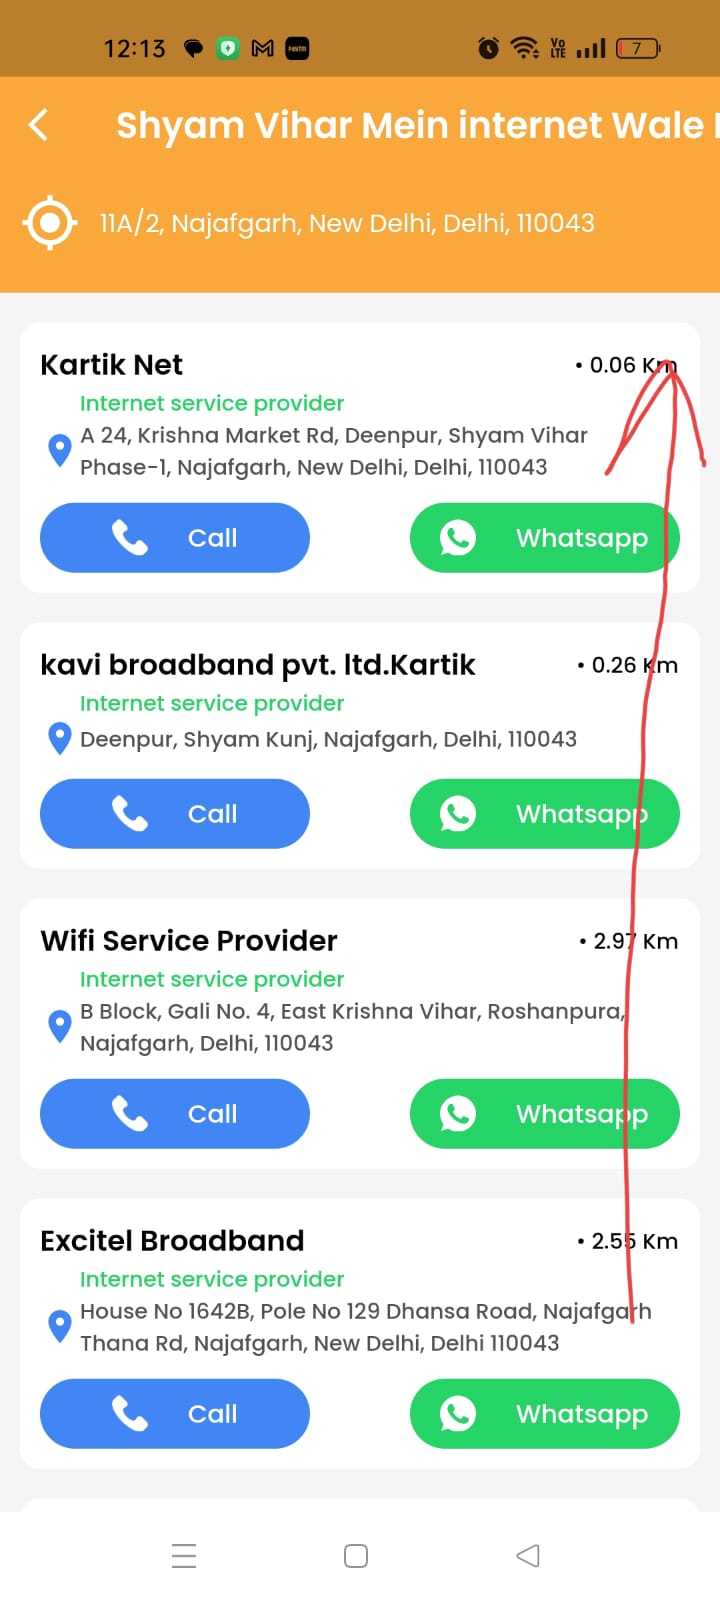 12:13
Paytm
Vo
LTE
7
Shyam Vihar Mein internet Wale
11A/2, Najafgarh, New Delhi, Delhi, 110043
Kartik Net
• 0.06 Km
Internet service provider
A 24, Krishna Market Rd, Deenpur, Shyam Vihar
Phase-1, Najafgarh, New Delhi, Delhi, 110043
Call
Whatsapp
kavi broadband pvt. ltd.Kartik
• 0.26 Km
Internet service provider
Deenpur, Shyam Kunj, Najafgarh, Delhi, 110043
Call
Whatsapp
Wifi Service Provider
• 2.97 Km
Internet service provider
B Block, Gali No. 4, East Krishna Vihar, Roshanpura,
Najafgarh, Delhi, 110043
Call
Whatsapp
Excitel Broadband
• 2.55 Km
Internet service provider
House No 1642B, Pole No 129 Dhansa Road, Najafgarh
Thana Rd, Najafgarh, New Delhi, Delhi 110043
Call
Whatsapp